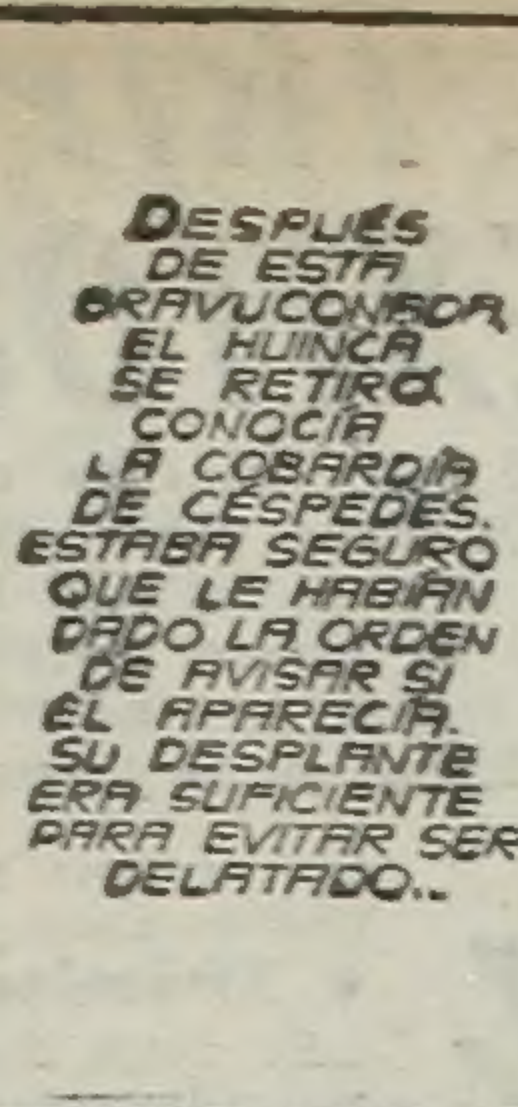 DESPUÉS
DE ESTA
BRAVUCONADA,
EL HUINCA
SE RETIRÓ
CONOCÍA
LA COBARDÍA
DE CÉSPEDES.
ESTABA SEGURO
QUE LE HABÍAN
DADO LA ORDEN
DE AVISAR SI
ÉL APARECÍA.
SU DESPLANTE
ERA SUFICIENTE
PARA EVITAR SER
DELATADO..